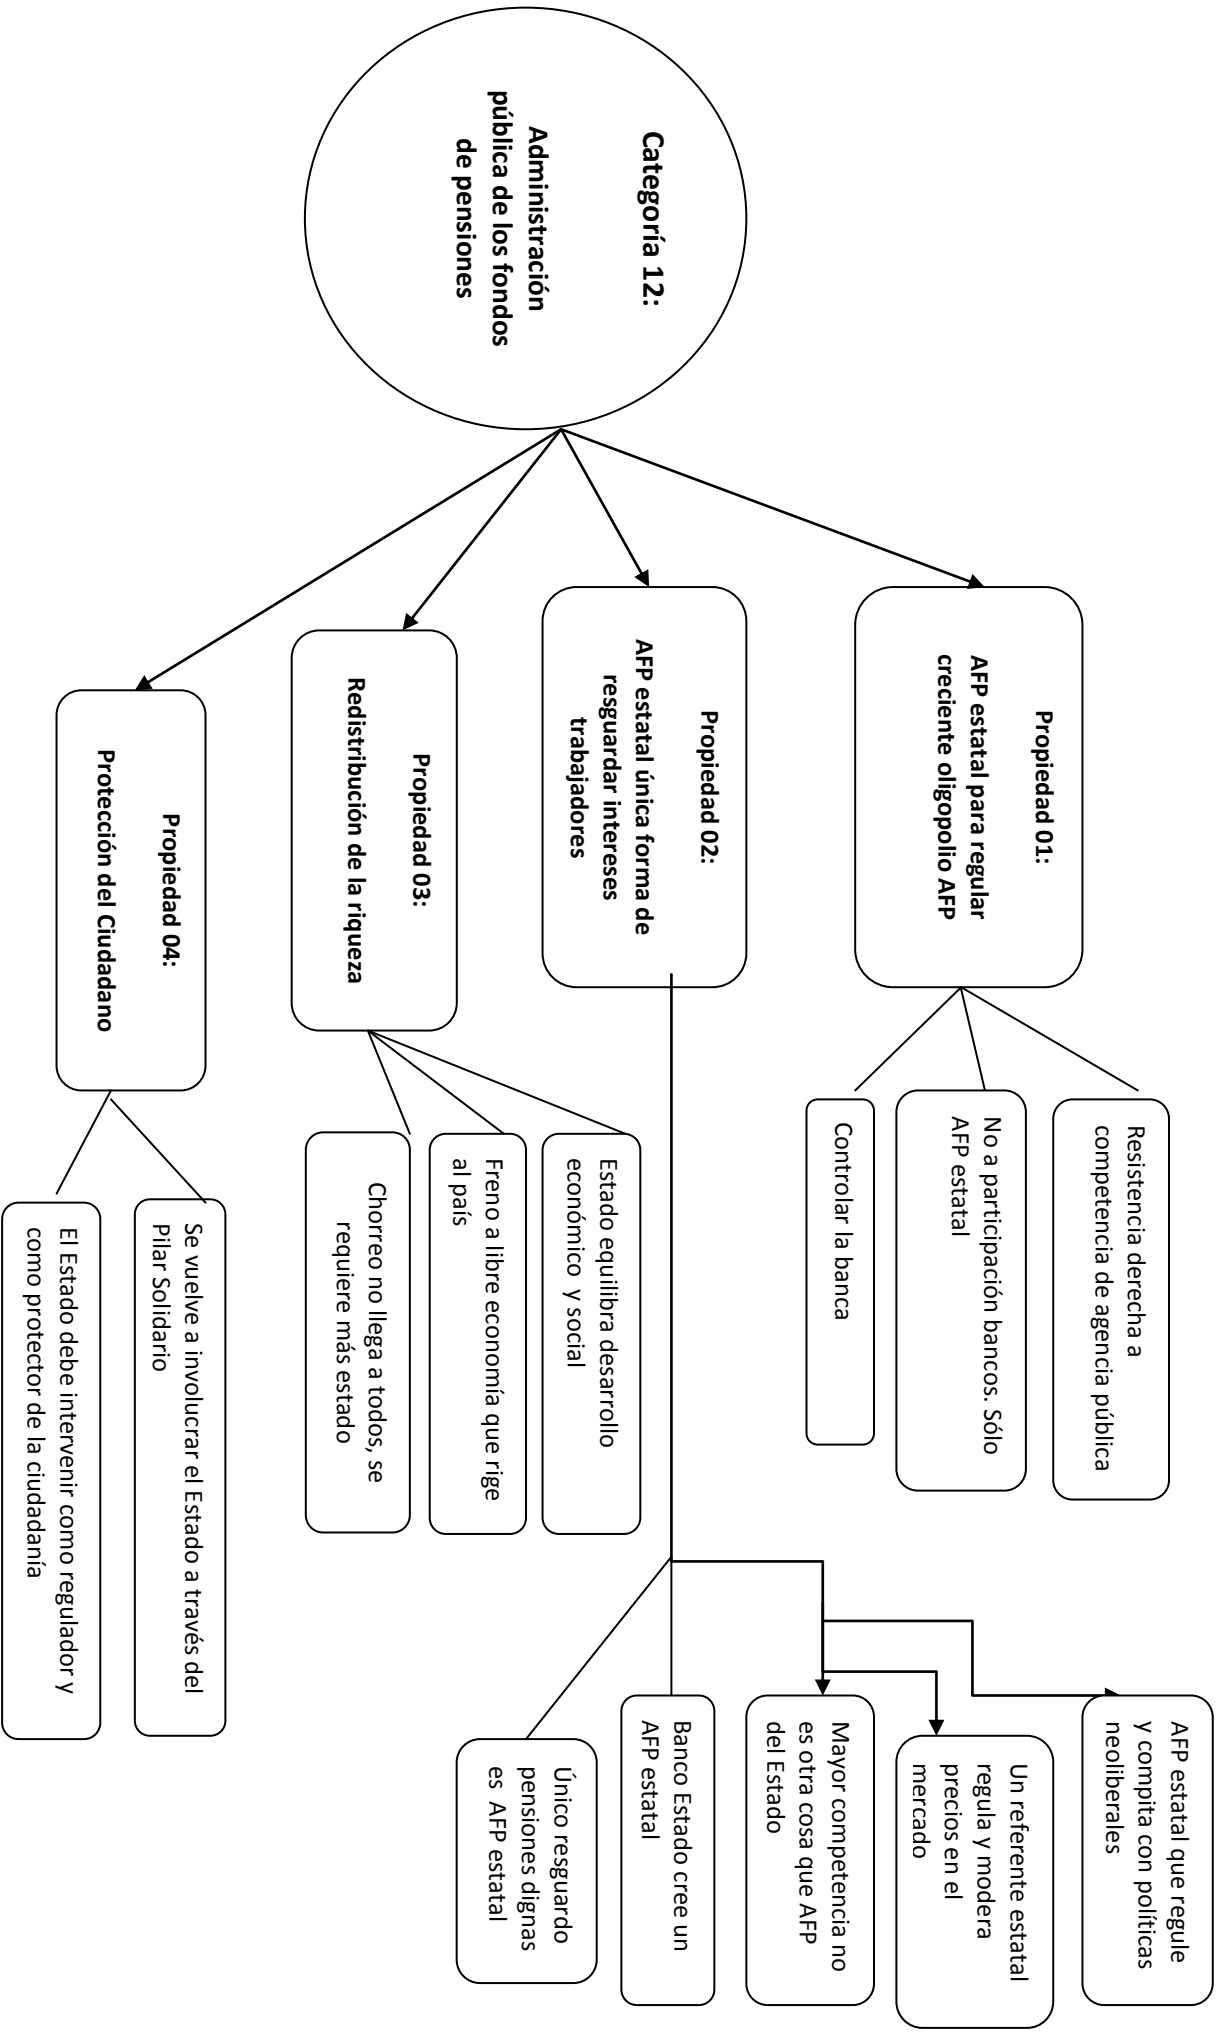 Categoría 12:
Administración
pública de los fondos
de pensiones
Propiedad 01:
AFP estatal para regular
creciente oligopolio AFP
Resistencia derecha a
competencia de agencia pública
No a participación bancos. Sólo
AFP estatal
Controlar la banca
Propiedad 02:
AFP estatal única forma de
resguardar intereses
trabajadores
AFP estatal que regule
y compita con políticas
neoliberales
Un referente estatal
regula y modera
precios en el
mercado
Mayor competencia no
es otra cosa que AFP
del Estado
Banco Estado cree un
AFP estatal
Único resguardo
pensiones dignas
es AFP estatal
Propiedad 03:
Redistribución de la riqueza
Estado equilibra desarrollo
económico y social
Freno a libre economía que rige
al país
Chorreo no llega a todos, se
requiere más estado
Propiedad 04:
Protección del Ciudadano
Se vuelve a involucrar el Estado a través del
Pilar Solidario
El Estado debe intervenir como regulador y
como protector de la ciudadanía